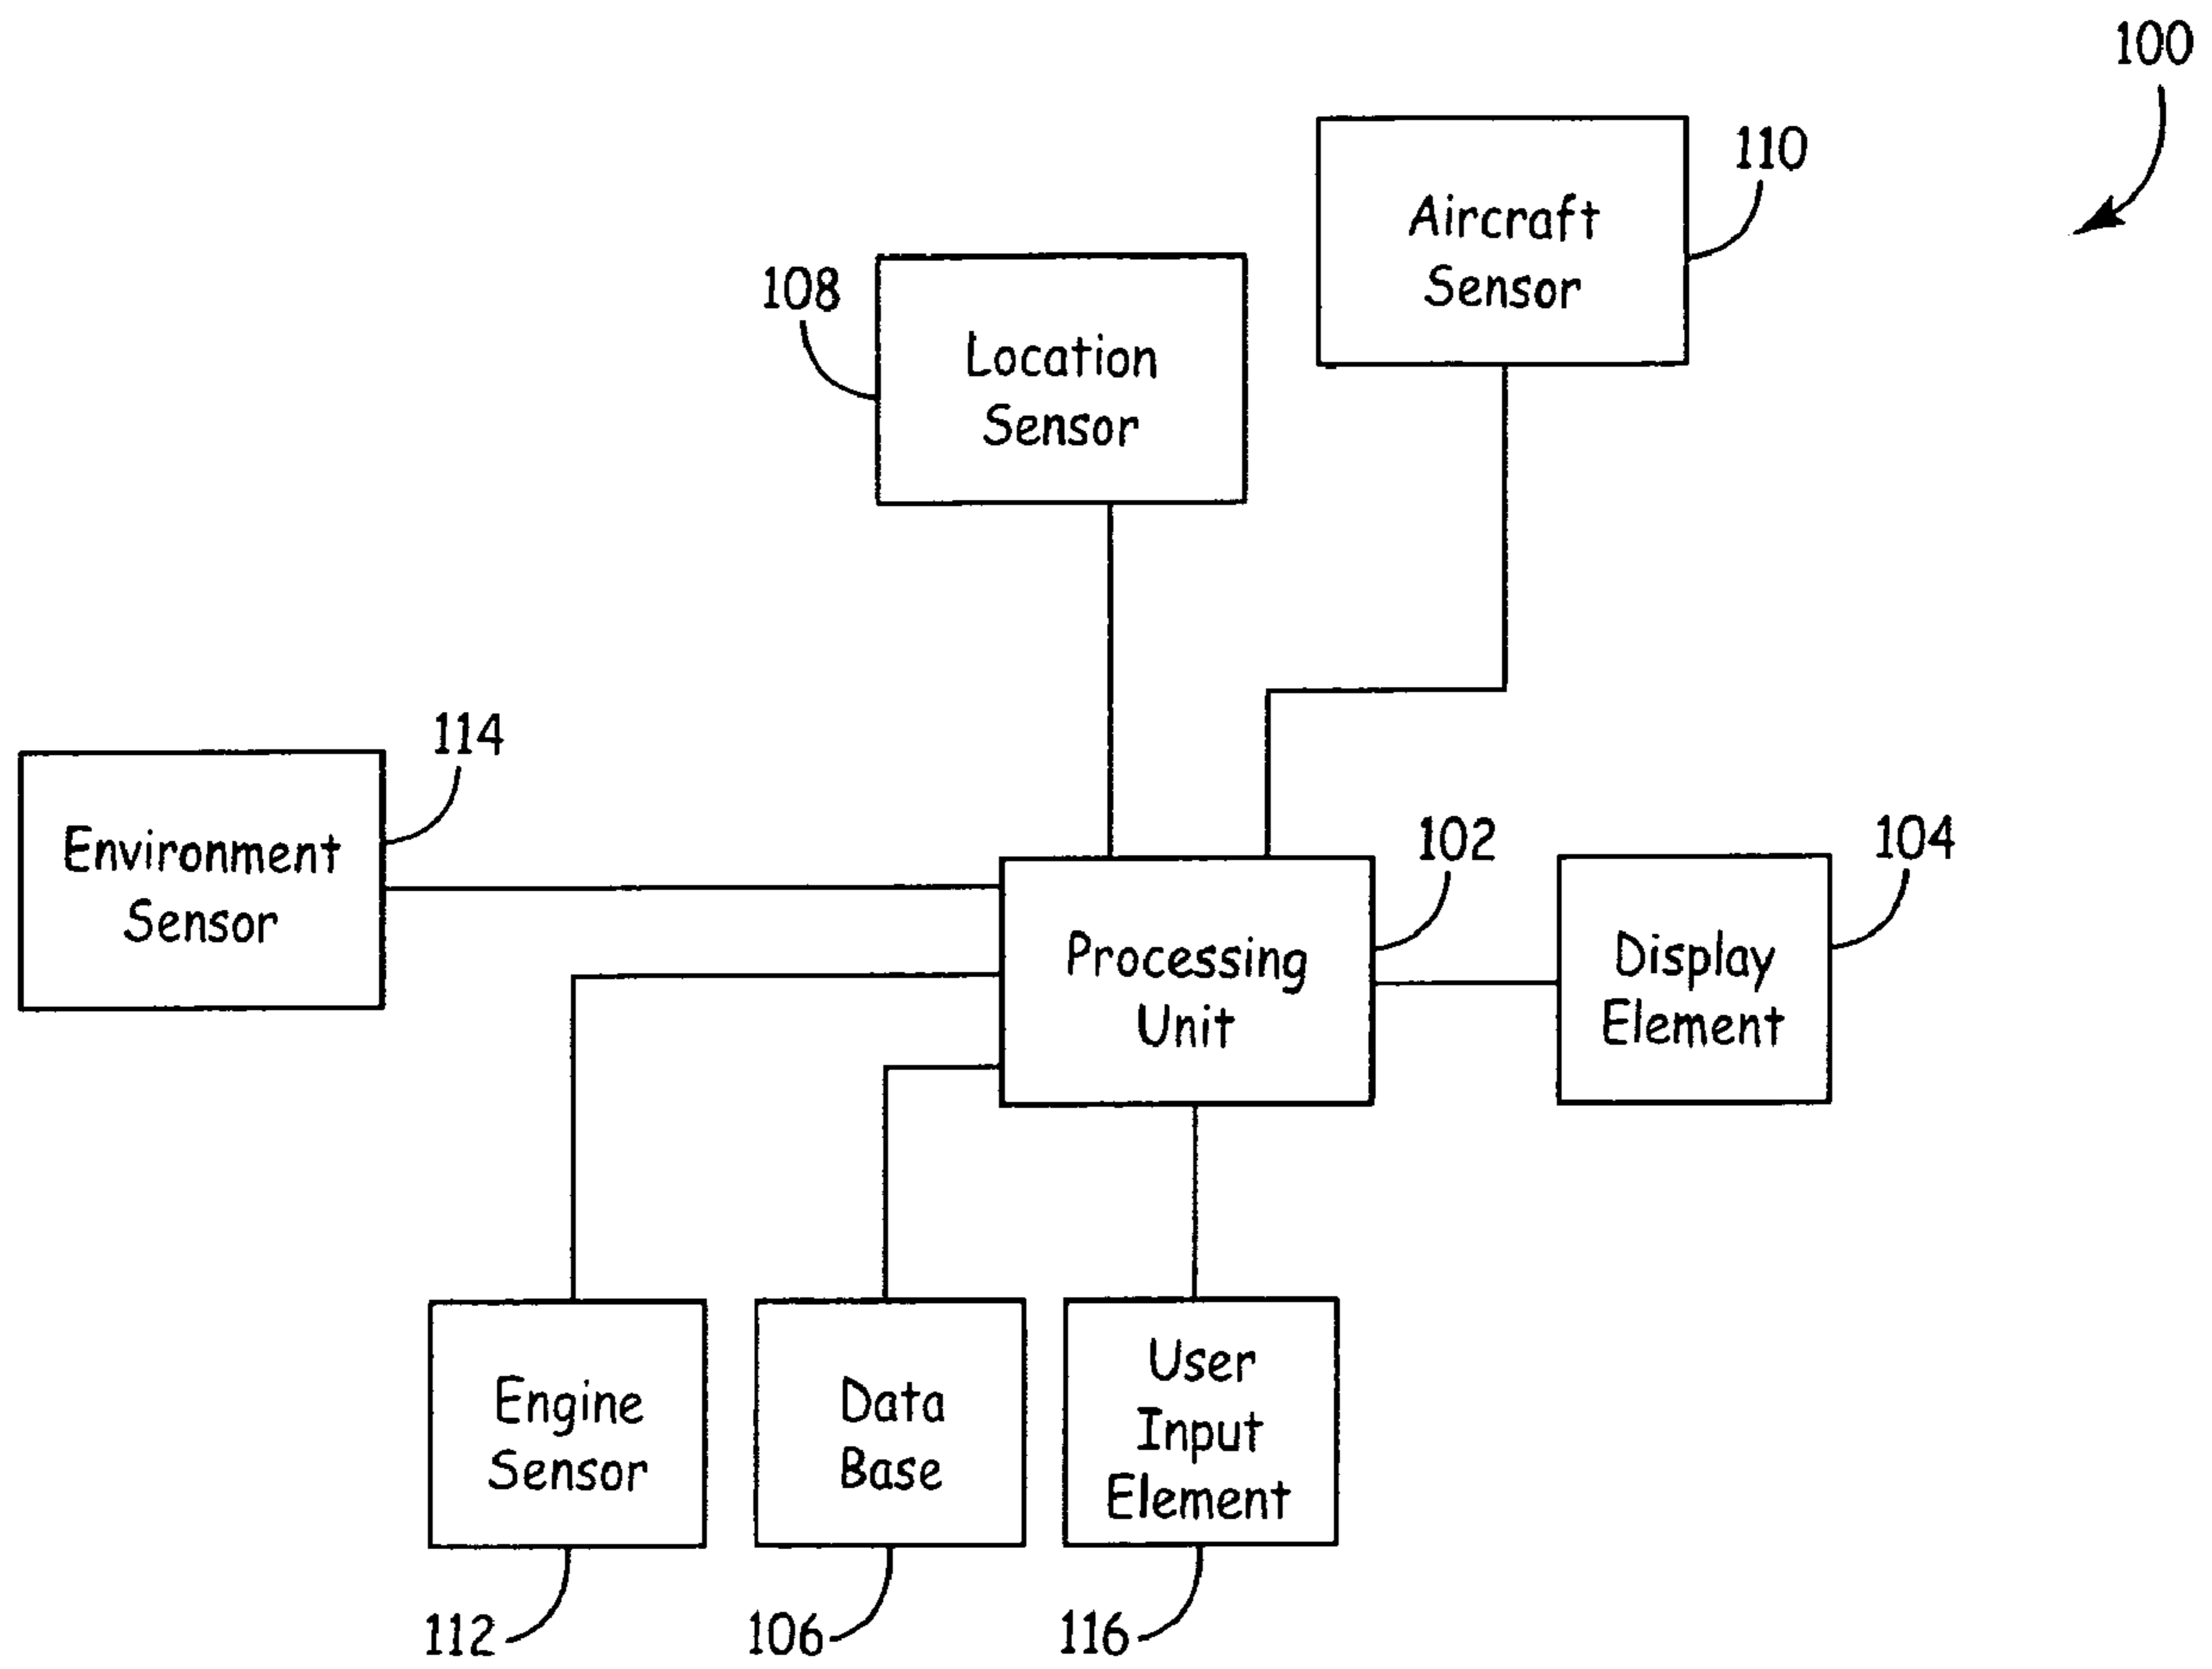 100
110
Aircraft
Sensor
108
Location
Sensor
114
Environment
Sensor
102
Processing
Unit
104
Display
Element
Engine
Sensor
Data
Base
User
Input
Element
112
106
116